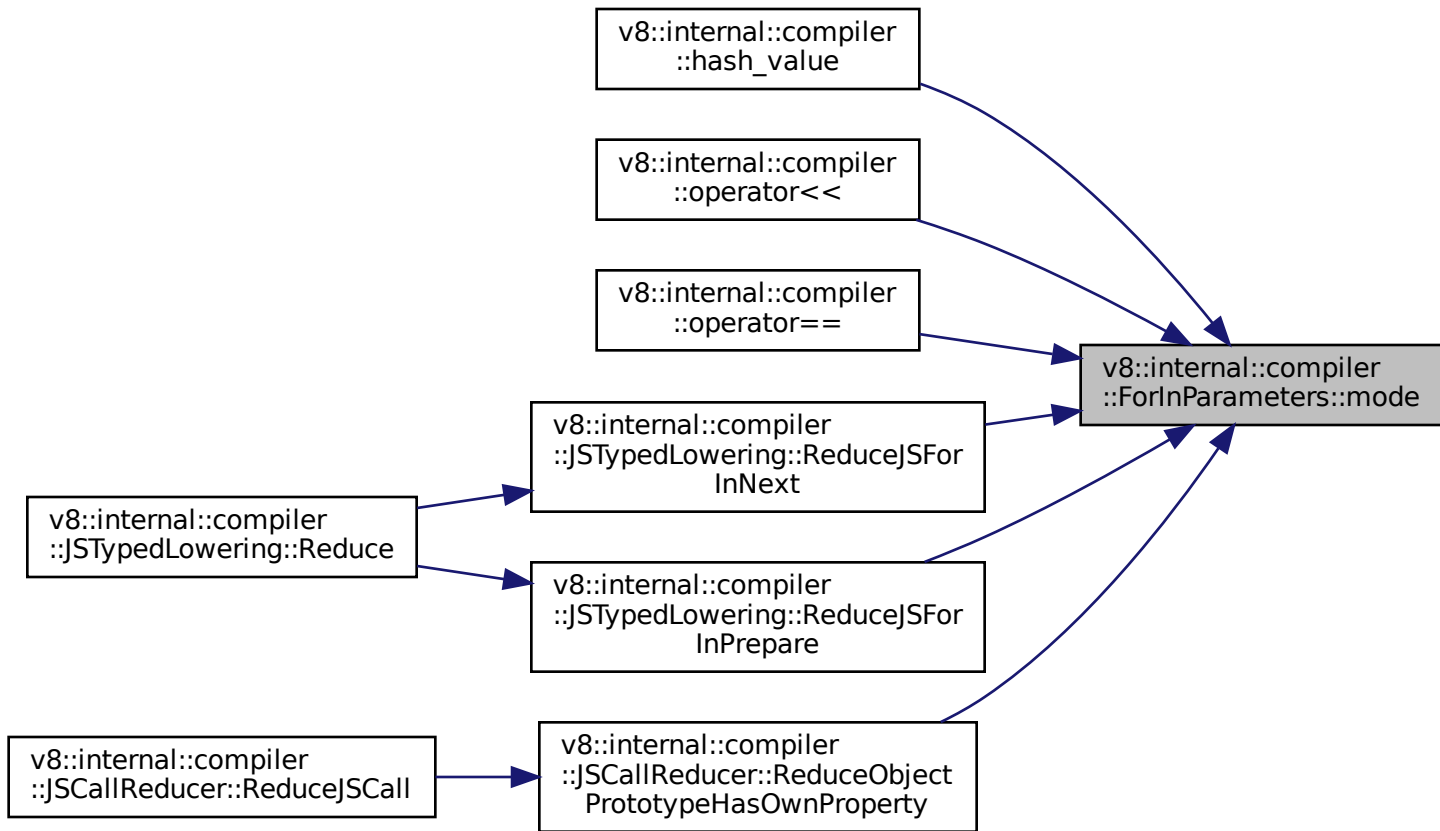 v8::internal::compiler
::hash_value
v8::internal::compiler
::operator<<
v8::internal::compiler
::operator==
v8::internal::compiler
::ForInParameters::mode
v8::internal::compiler
::JSTypedLowering::ReduceJSFor
InNext
v8::internal::compiler
::JSTypedLowering::Reduce
v8::internal::compiler
::JSTypedLowering::ReduceJSFor
InPrepare
v8::internal::compiler
::JSCallReducer::ReduceJSCall
v8::internal::compiler
::JSCallReducer::ReduceObject
PrototypeHasOwnProperty